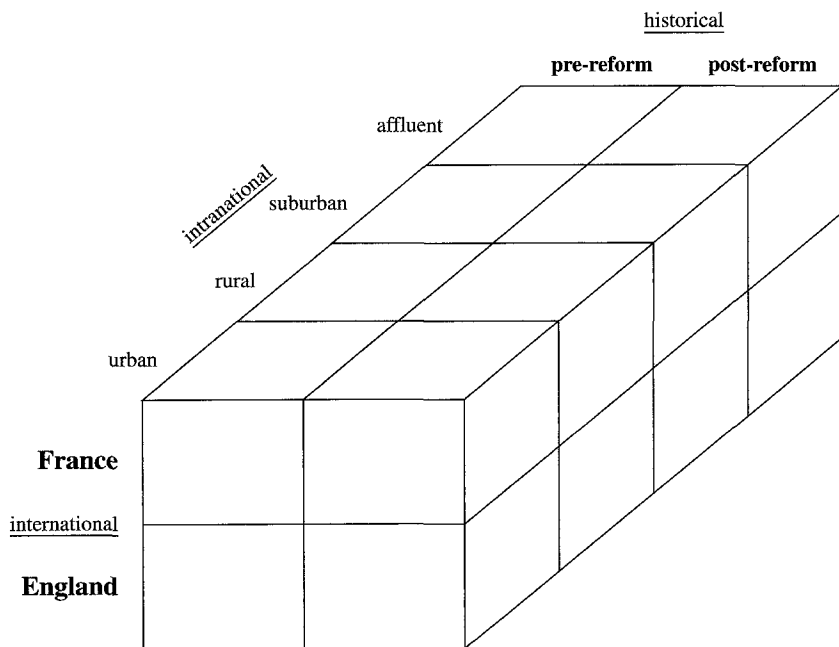 historical
pre-reform post-reform
affluent
intranational
suburban
rural
urban
France
international
England